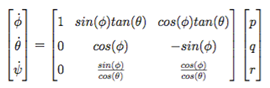 [ϕ̇ θ̇ ψ̇] = [1 sin(ϕ)tan(θ) cos(ϕ)tan(θ)
0 cos(ϕ) −sin(ϕ)
0 sin(ϕ)/cos(θ) cos(ϕ)/cos(θ)] [p q r]